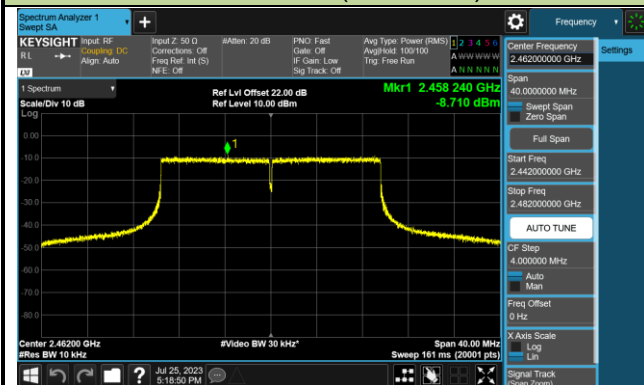 Spectrum Analyzer 1
Swept SA
Frequency
KEYSIGHT
Input: RF
Coupling: DC
Align: Auto
Input Z: 50 Ω
Corrections: Off
Freq Ref: Int (S)
NFE: Off
#Atten: 20 dB
PNO: Fast
Gate: Off
IF Gain: Low
Sig Track: Off
Avg Type: Power (RMS)
Avg|Hold: 100/100
Trig: Free Run
1 2 3 4 5 6
A W W W W W
A N N N N N
R L
LXI
1 Spectrum
Scale/Div 10 dB
Log
Ref Lvl Offset 22.00 dB
Ref Level 10.00 dBm
Mkr1 2.458 240 GHz
-8.710 dBm
1
0.00
-10.0
-20.0
-30.0
-40.0
-50.0
-60.0
-70.0
-80.0
Center 2.46200 GHz
#Res BW 10 kHz
#Video BW 30 kHz*
Span 40.00 MHz
Sweep 161 ms (20001 pts)
Jul 25, 2023
5:18:50 PM
Center Frequency
2.462000000 GHz
Settings
Span
40.0000000 MHz
Swept Span
Zero Span
Full Span
Start Freq
2.442000000 GHz
Stop Freq
2.482000000 GHz
AUTO TUNE
CF Step
4.000000 MHz
Auto
Man
Freq Offset
0 Hz
X Axis Scale
Log
Lin
Signal Track
(Span Zoom)